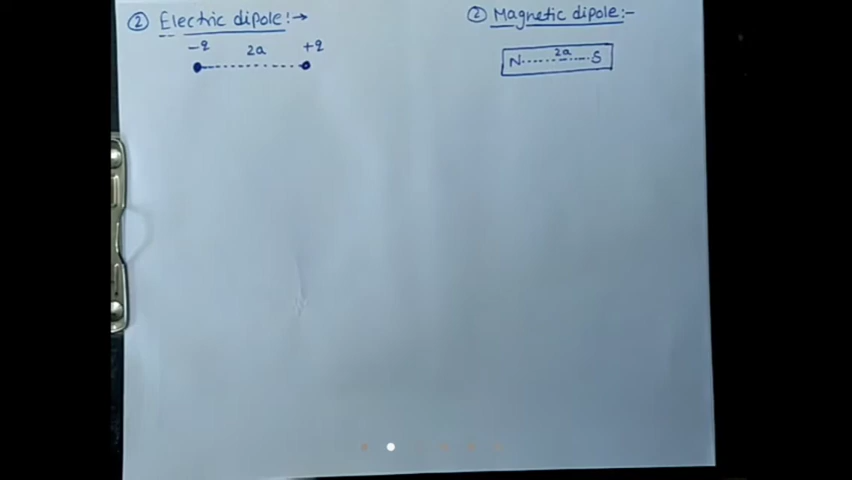 ② Electric dipole:→
-q 2a +q
② Magnetic dipole:-
N 2a S